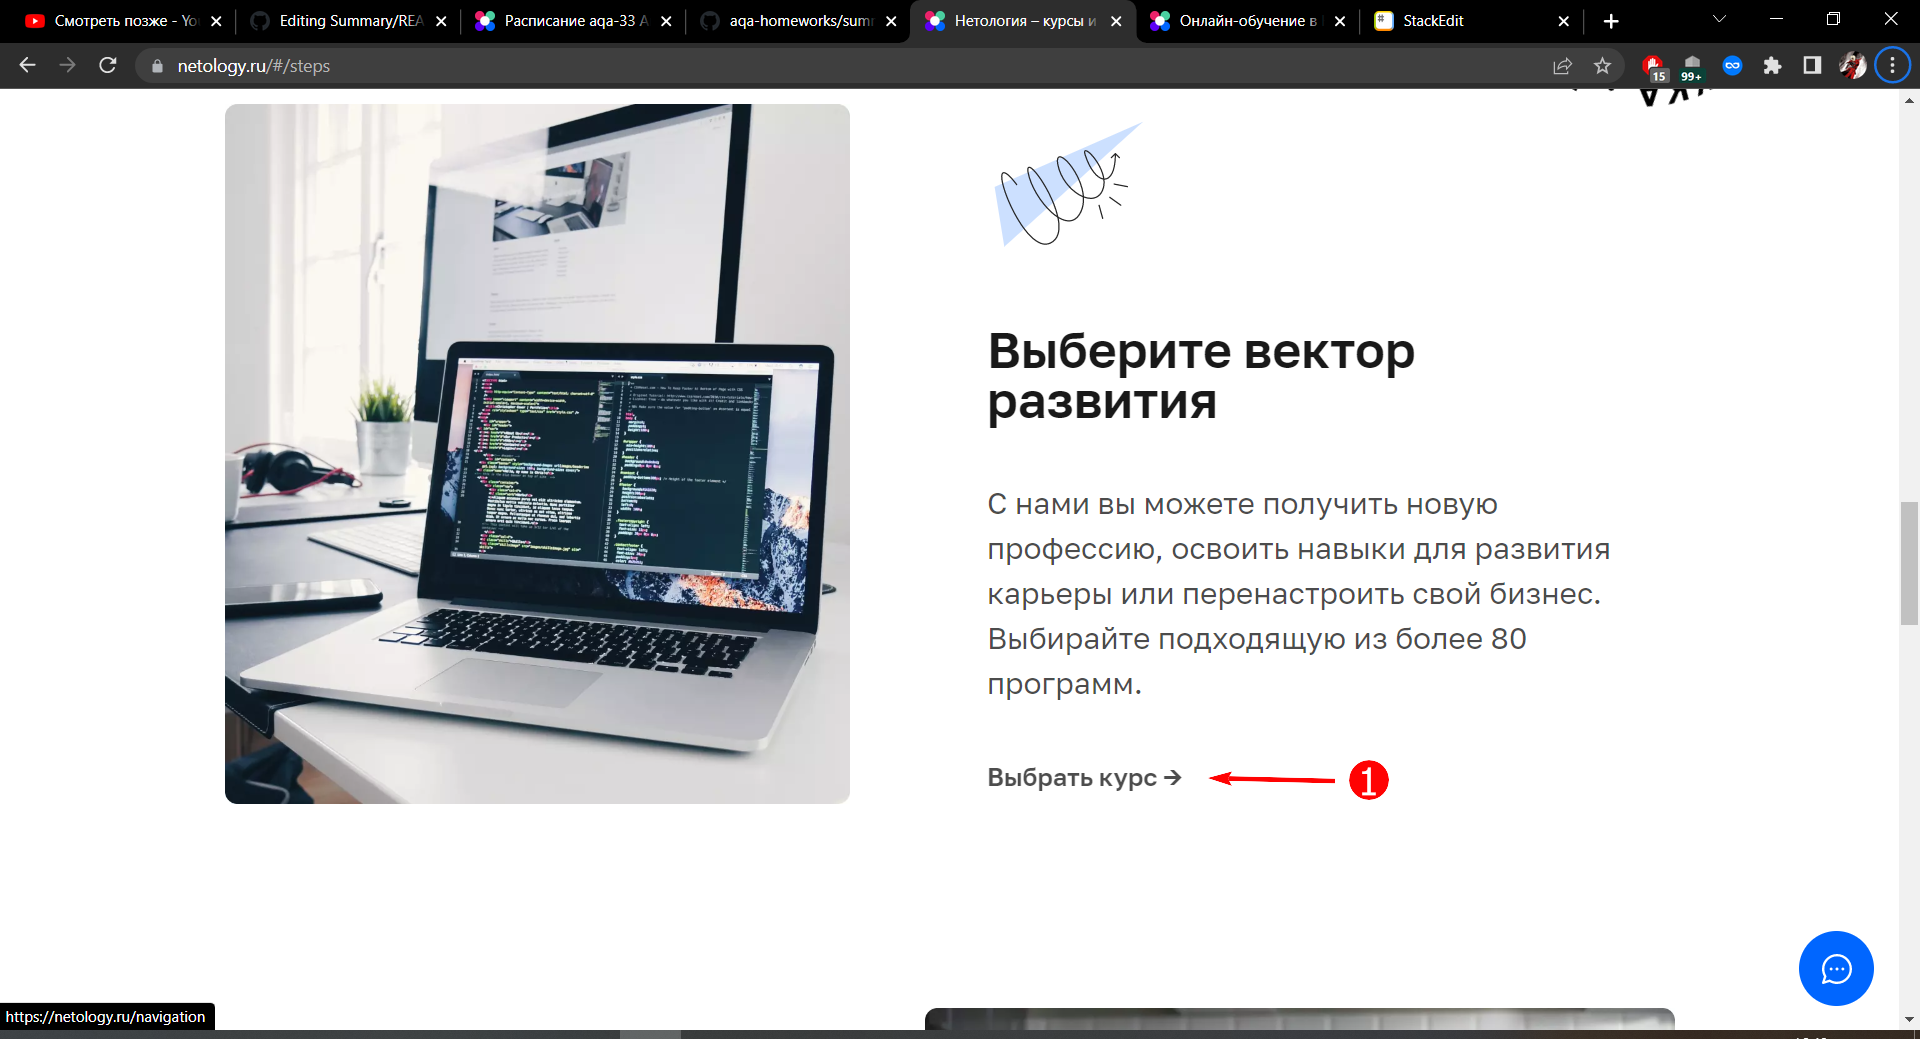 Смотреть позже - Yo
Editing Summary/REA
Расписание aqa-33 А
aqa-homeworks/sum
Нетология – курсы и
Онлайн-обучение в
StackEdit
netology.ru/#/steps
15
99+
Выберите вектор
развития
С нами вы можете получить новую
профессию, освоить навыки для развития
карьеры или перенастроить свой бизнес.
Выбирайте подходящую из более 80
программ.
Выбрать курс →
1
https://netology.ru/navigation